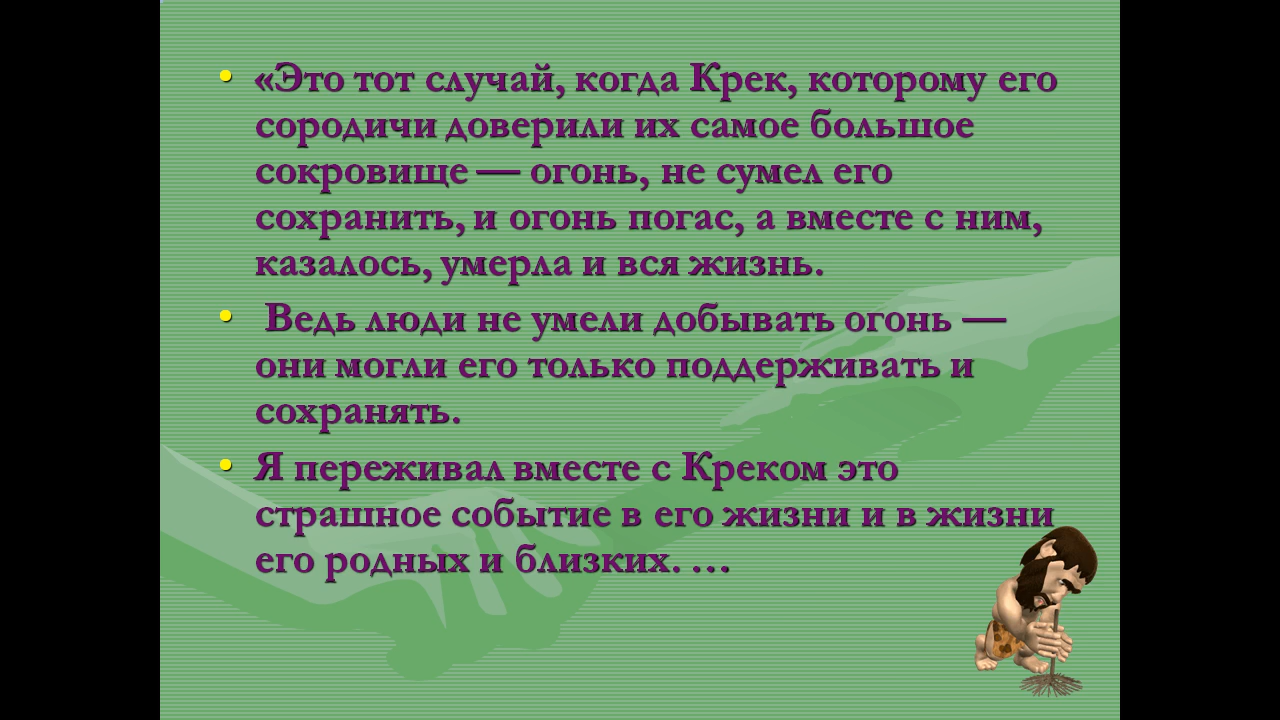 • «Это тот случай, когда Крек, которому его
сородичи доверили их самое большое
сокровище — огонь, не сумел его
сохранить, и огонь погас, а вместе с ним,
казалось, умерла и вся жизнь.
• Ведь люди не умели добывать огонь —
они могли его только поддерживать и
сохранять.
• Я переживал вместе с Креком это
страшное событие в его жизни и в жизни
его родных и близких. …